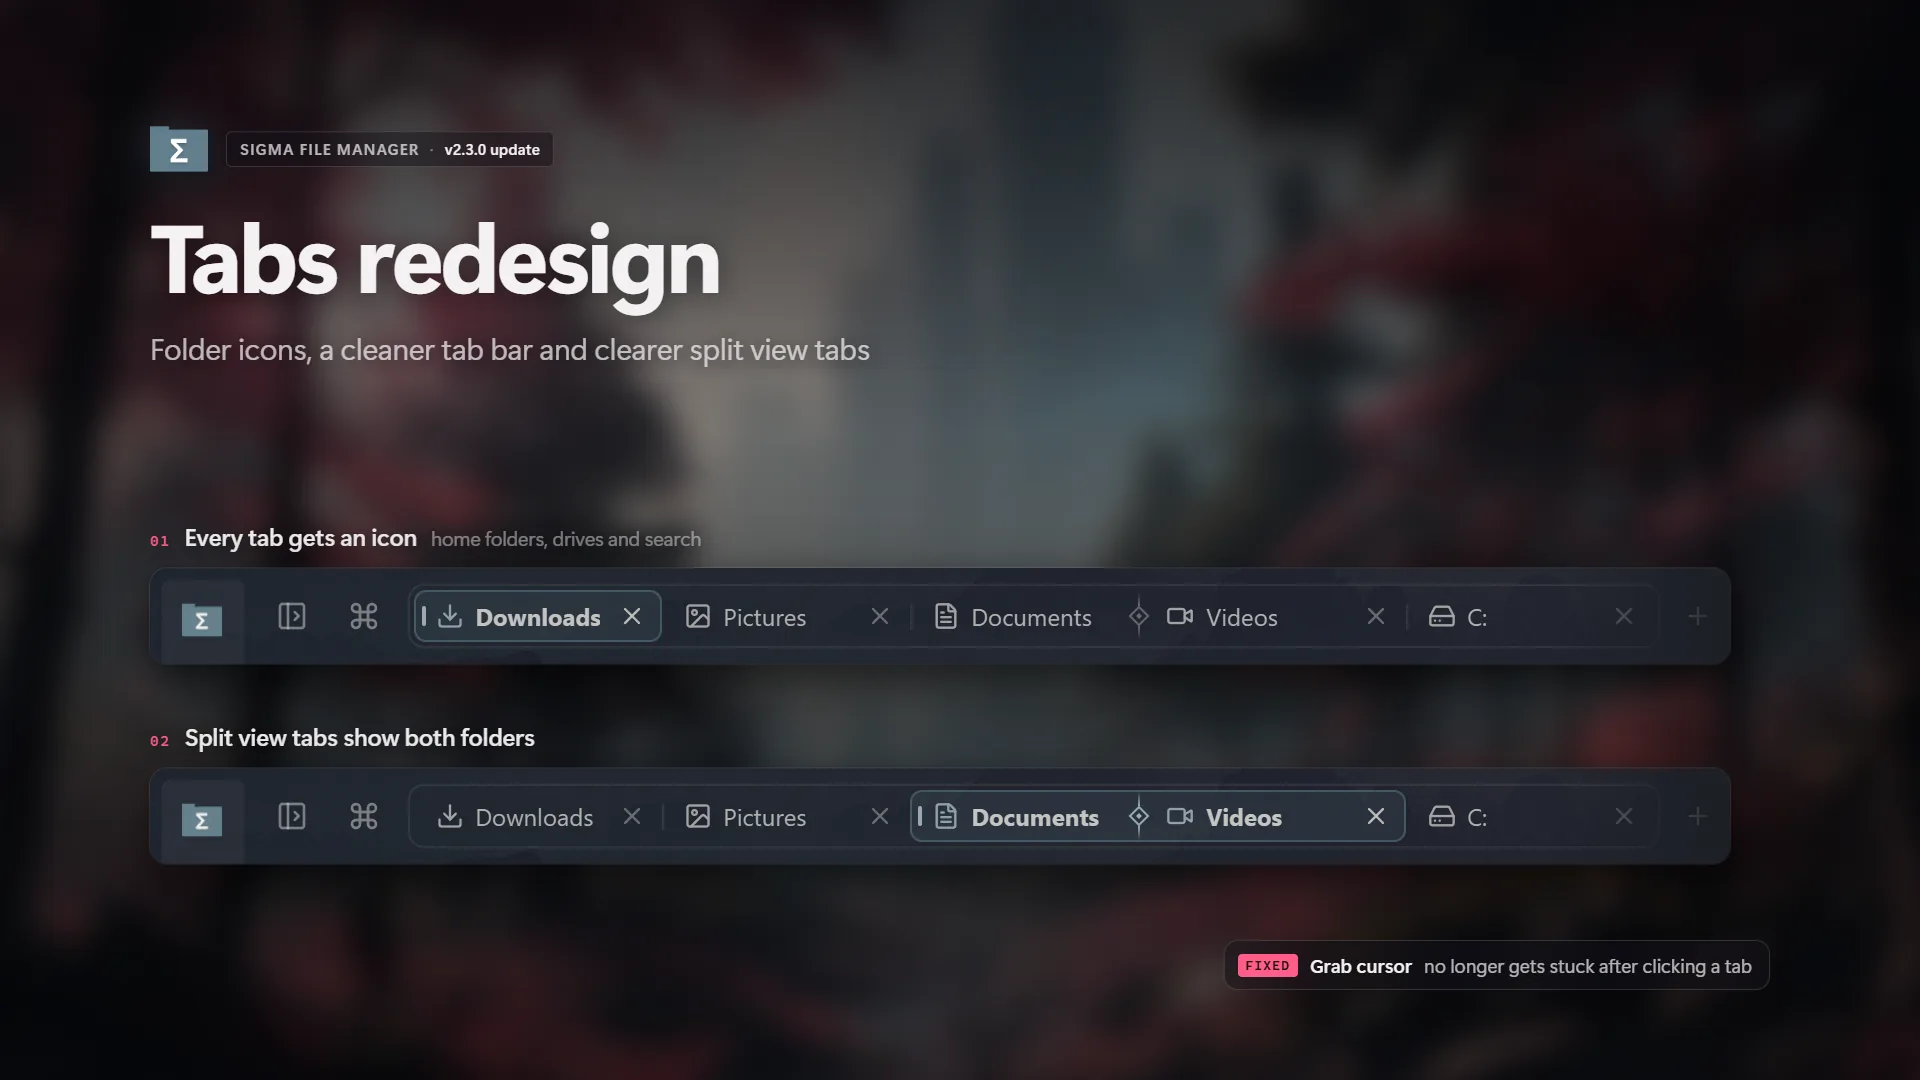 Σ SIGMA FILE MANAGER · v2.3.0 update
Tabs redesign
Folder icons, a cleaner tab bar and clearer split view tabs
01 Every tab gets an icon home folders, drives and search
Σ Downloads Pictures Documents Videos C:
02 Split view tabs show both folders
Σ Downloads Pictures Documents Videos C:
FIXED Grab cursor no longer gets stuck after clicking a tab